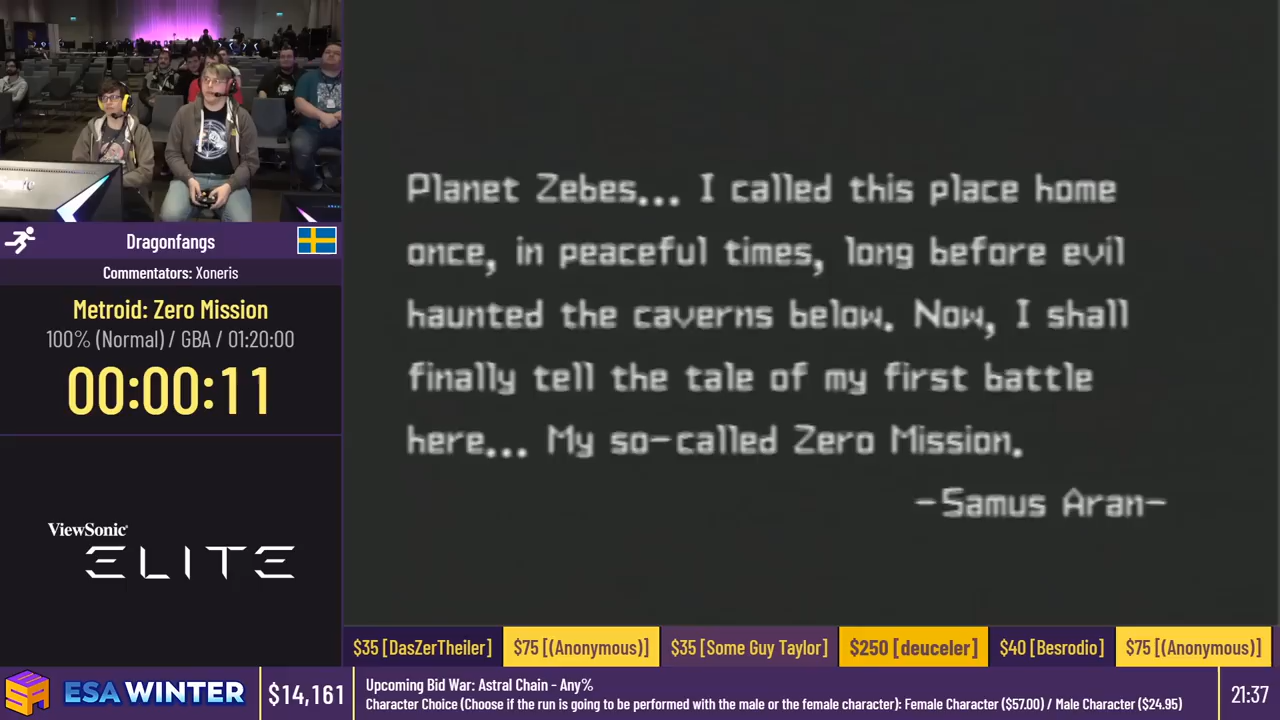 Dragonfangs
Commentators: Xoneris
Metroid: Zero Mission
100% (Normal) / GBA / 01:20:00
00:00:11
ViewSonic
ELITE
Planet Zebes... I called this place home
once, in peaceful times, long before evil
haunted the caverns below. Now, I shall
finally tell the tale of my first battle
here... My so-called Zero Mission.
-Samus Aran-
$35 [DasZerTheiler]
$75 [(Anonymous)]
$35 [Some Guy Taylor]
$250 [deuceler]
$40 [Besrodio]
$75 [(Anonymous)]
ESA WINTER
$14,161
Upcoming Bid War: Astral Chain - Any%
Character Choice (Choose if the run is going to be performed with the male or the female character): Female Character ($57.00) / Male Character ($24.95)
21:37